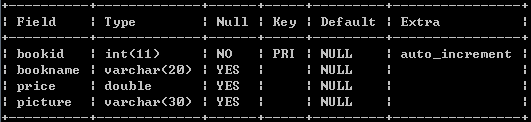 Field | Type | Null | Key | Default | Extra
bookid | int(11) | NO | PRI | NULL | auto_increment
bookname | varchar(20) | YES | | NULL |
price | double | YES | | NULL |
picture | varchar(30) | YES | | NULL |